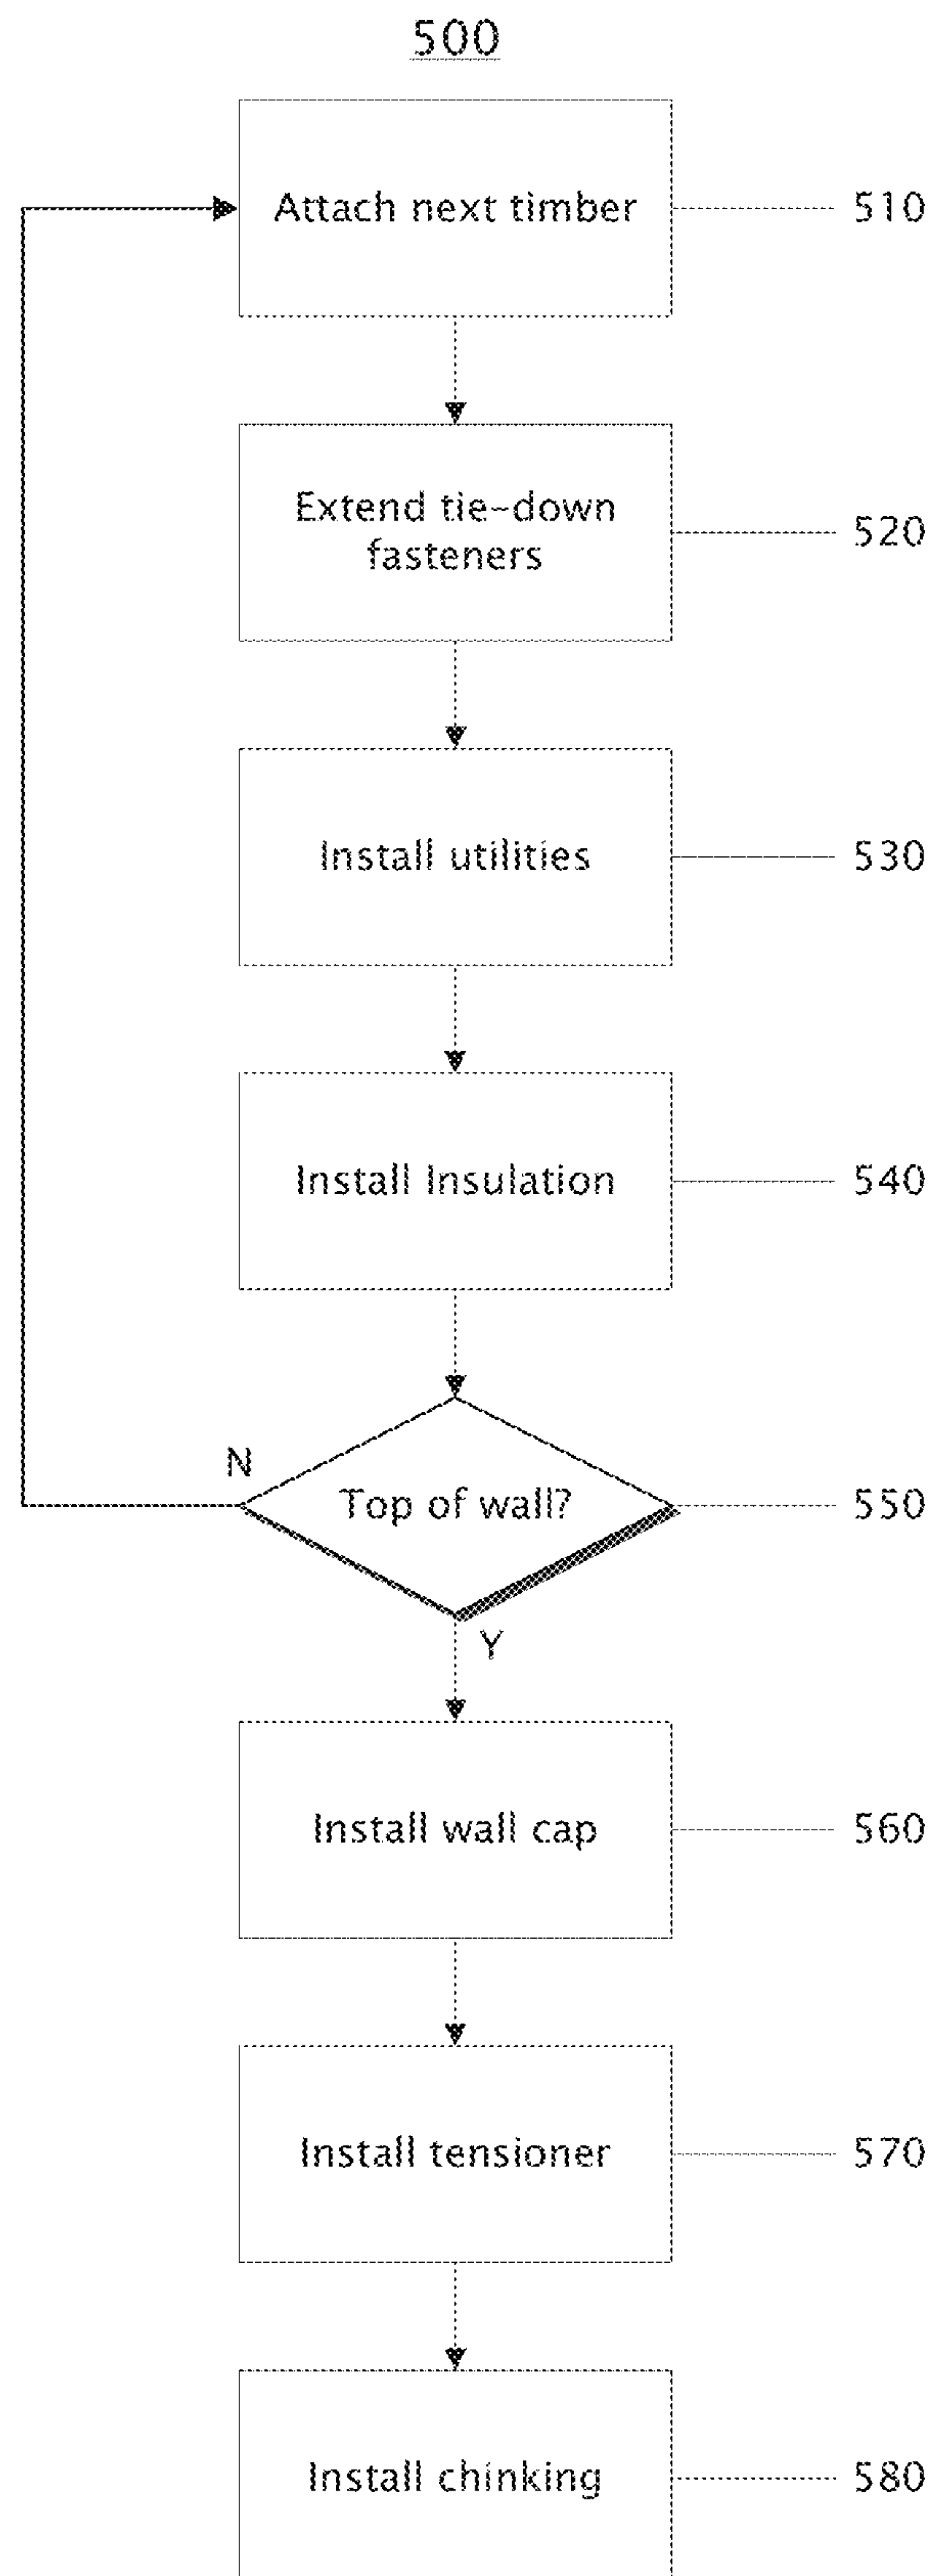 500
Attach next timber
510
Extend tie-down
fasteners
520
Install utilities
530
Install Insulation
540
N
Top of wall?
550
Y
Install wall cap
560
Install tensioner
570
Install chinking
580